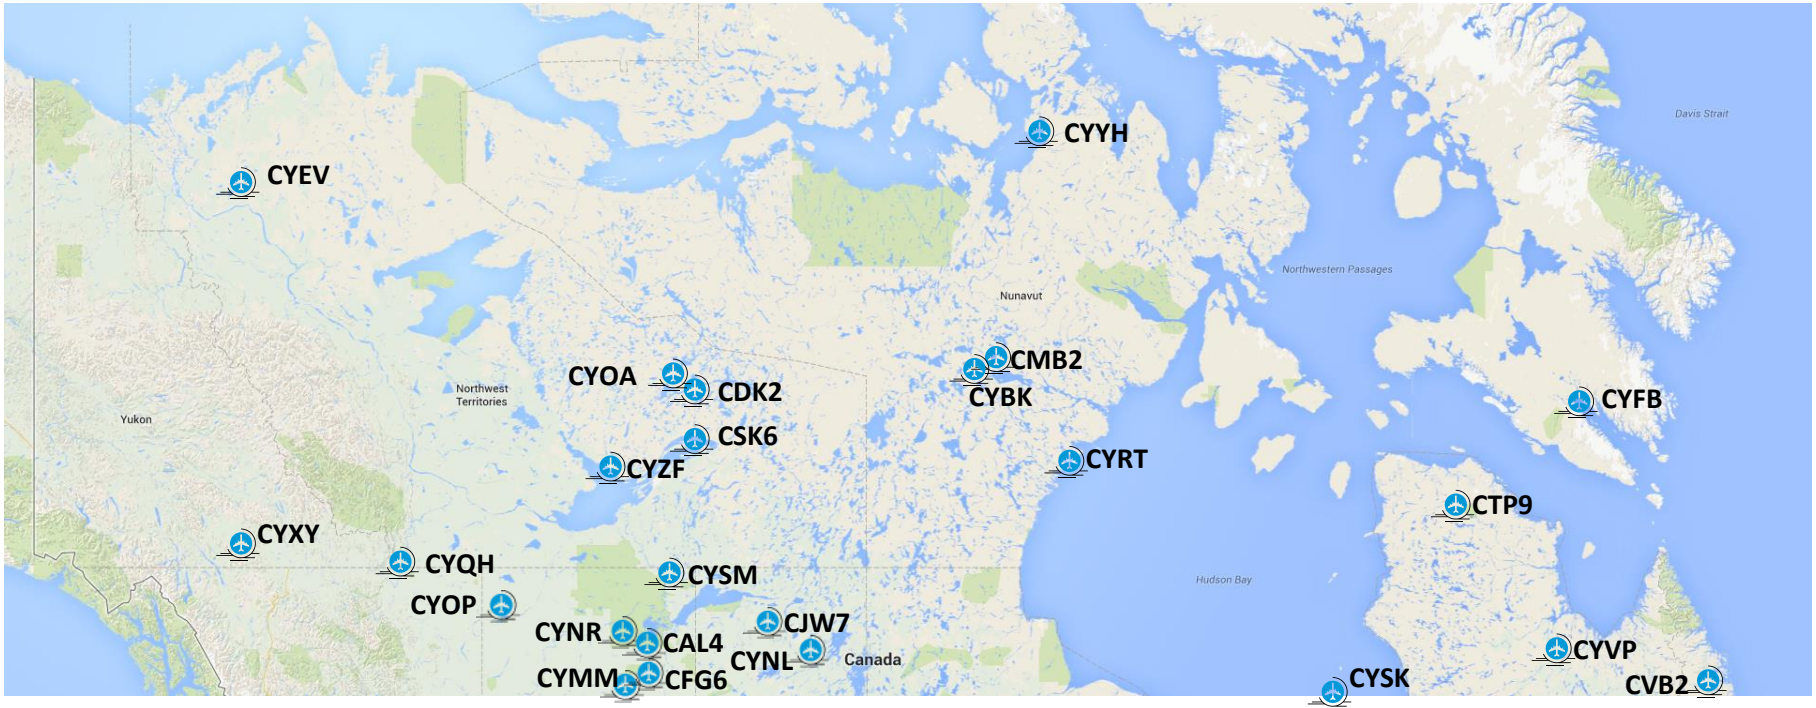 Davis Strait
CYYH
CYEV
Northwestern Passages
Nunavut
CMB2
CYOA
CDK2
CYBK
Northwest
Territories
CYFB
Yukon
CSK6
CYZF
CYRT
CTP9
CYXY
CYQH
CYSM
Hudson Bay
CYOP
CYNR
CJW7
CAL4
CYNL
Canada
CYVP
CYMM
CFG6
CYSK
CVB2